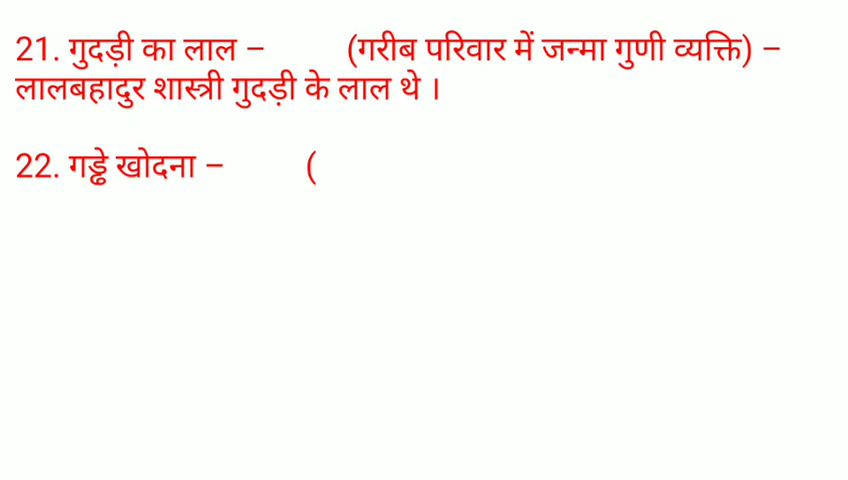 21. गुदड़ी का लाल – (गरीब परिवार में जन्मा गुणी व्यक्ति) –
लालबहादुर शास्त्री गुदड़ी के लाल थे ।
22. गड्ढे खोदना – (